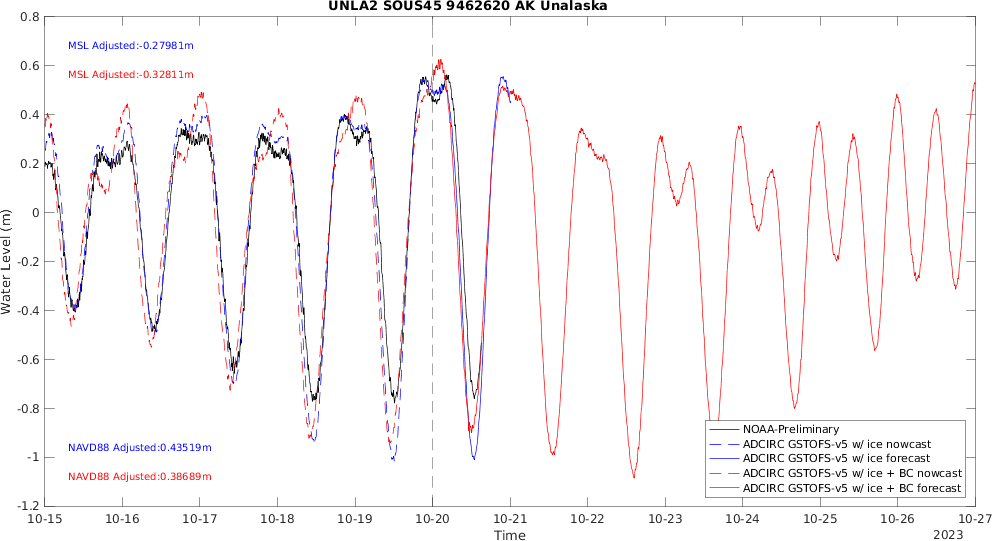 UNLA2 SOUS45 9462620 AK Unalaska
0.8
0.6
0.4
0.2
0
-0.2
-0.4
-0.6
-0.8
-1
-1.2
Water Level (m)
MSL Adjusted:-0.27981m
MSL Adjusted:-0.32811m
NAVD88 Adjusted:0.43519m
NAVD88 Adjusted:0.38689m
NOAA-Preliminary
ADCIRC GSTOFS-v5 w/ ice nowcast
ADCIRC GSTOFS-v5 w/ ice forecast
ADCIRC GSTOFS-v5 w/ ice + BC nowcast
ADCIRC GSTOFS-v5 w/ ice + BC forecast
10-15 10-16 10-17 10-18 10-19 10-20 10-21 10-22 10-23 10-24 10-25 10-26 10-27
Time
2023